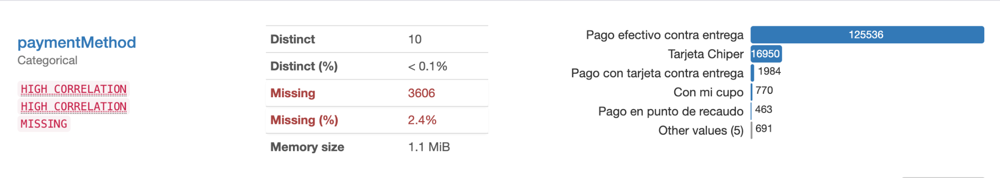 paymentMethod
Categorical
HIGH CORRELATION
HIGH CORRELATION
MISSING
Distinct 10
Distinct (%) < 0.1%
Missing 3606
Missing (%) 2.4%
Memory size 1.1 MiB
Pago efectivo contra entrega 125536
Tarjeta Chiper 16950
Pago con tarjeta contra entrega 1984
Con mi cupo 770
Pago en punto de recaudo 463
Other values (5) 691